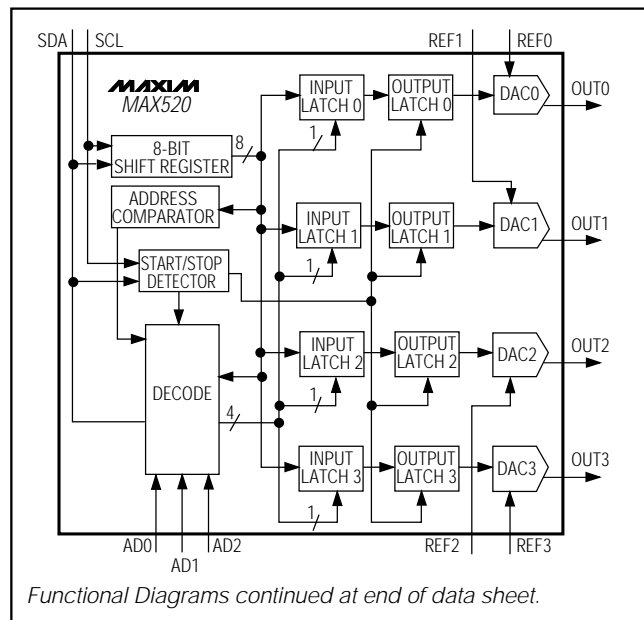 SDA SCL REF1 REF0
MAXIM
MAX520
INPUT
LATCH 0
OUTPUT
LATCH 0
DAC0
OUT0
1
8-BIT
SHIFT REGISTER
8
ADDRESS
COMPARATOR
INPUT
LATCH 1
OUTPUT
LATCH 1
DAC1
OUT1
1
START/STOP
DETECTOR
DECODE
4
INPUT
LATCH 2
OUTPUT
LATCH 2
DAC2
OUT2
1
INPUT
LATCH 3
OUTPUT
LATCH 3
DAC3
OUT3
1
AD0
AD1
AD2
REF2 REF3
Functional Diagrams continued at end of data sheet.